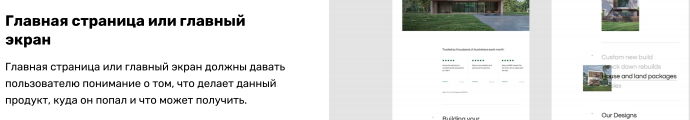 Главная страница или главный
экран
Главная страница или главный экран должны давать
пользователю понимание о том, что делает данный
продукт, куда он попал и что может получить.
Custom new build
House and land packages
Our Designs
Building your